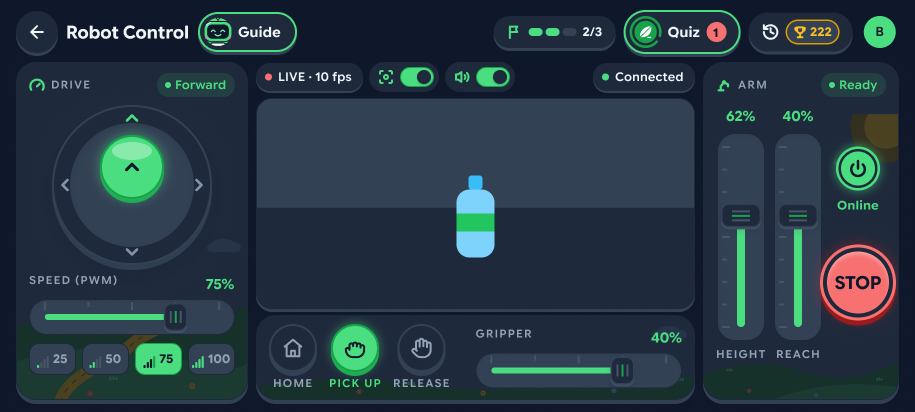 Robot Control
Guide
2/3
Quiz 1
222
B
DRIVE
Forward
LIVE · 10 fps
Connected
ARM
Ready
62%
40%
Online
STOP
HEIGHT
REACH
SPEED (PWM)
75%
25
50
75
100
HOME
PICK UP
RELEASE
GRIPPER
40%